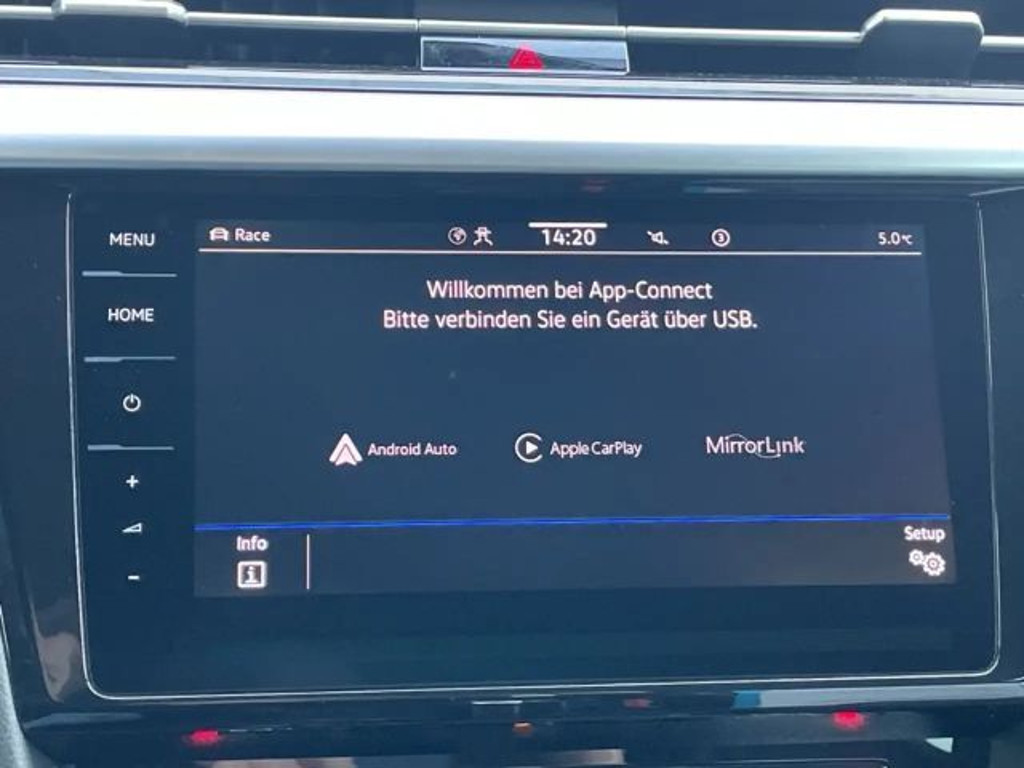 MENU
HOME
Race
14:20
3
5.0°C
Willkommen bei App-Connect
Bitte verbinden Sie ein Gerät über USB.
Android Auto
Apple CarPlay
MirrorLink
Info
Setup